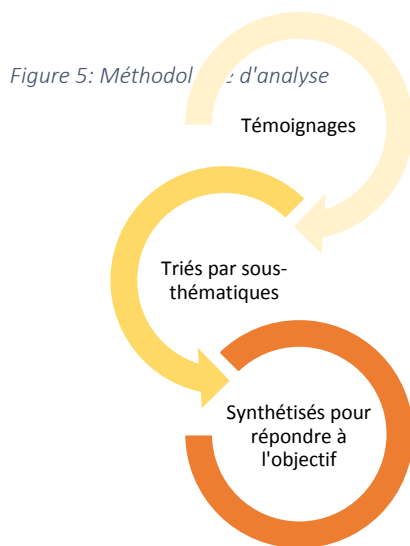 Figure 5: Méthodol e d'analyse
Témoignages
Triés par sous-
thématiques
Synthétisés pour
répondre à
l'objectif